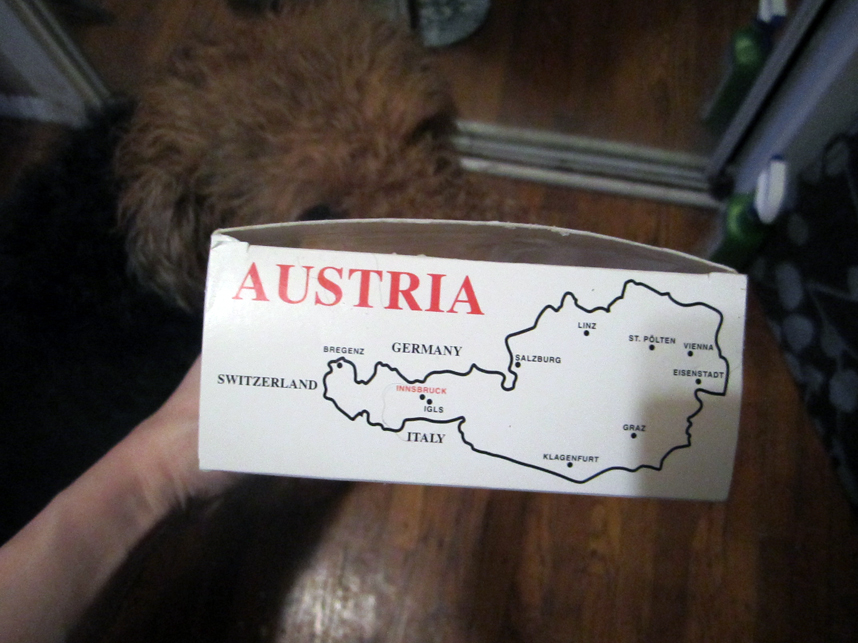 AUSTRIA
LINZ
ST. PÖLTEN
VIENNA
BREGENZ
GERMANY
SALZBURG
EISENSTADT
SWITZERLAND
INNSBRUCK
IGLS
GRAZ
ITALY
KLAGENFURT